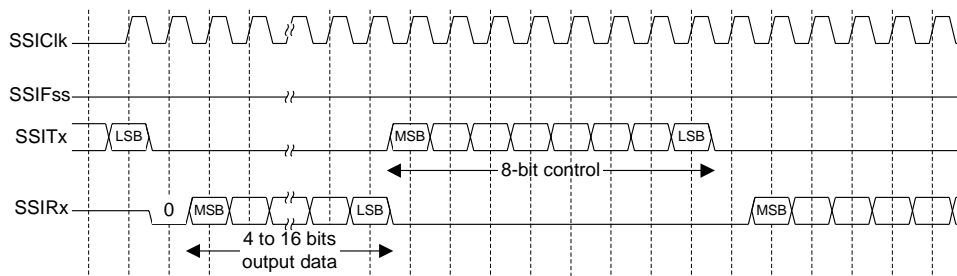 SSIClk
SSIFss
SSITx LSB MSB LSB
8-bit control
SSIRx 0 MSB LSB MSB
4 to 16 bits
output data